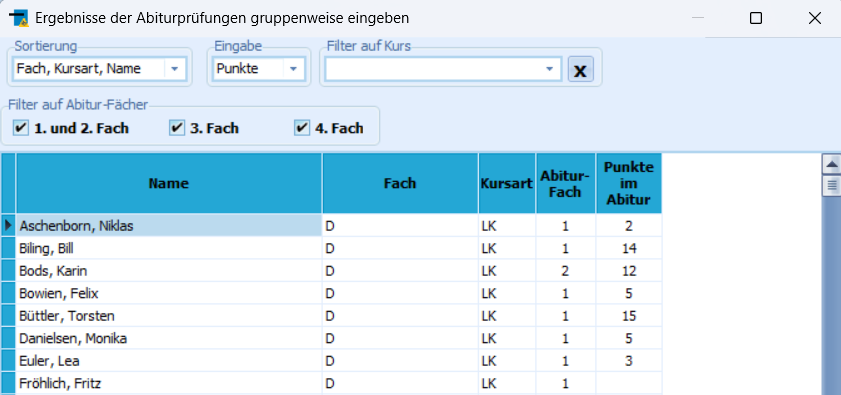 Ergebnisse der Abiturprüfungen gruppenweise eingeben
Sortierung Eingabe Filter auf Kurs
Fach, Kursart, Name Punkte x
Filter auf Abitur-Fächer
1. und 2. Fach 3. Fach 4. Fach
Name Fach Kursart Abitur-Fach Punkte im Abitur
Aschenborn, Niklas D LK 1 2
Biling, Bill D LK 1 14
Bods, Karin D LK 2 12
Bowien, Felix D LK 1 5
Büttler, Torsten D LK 1 15
Danielsen, Monika D LK 1 5
Euler, Lea D LK 1 3
Fröhlich, Fritz D LK 1